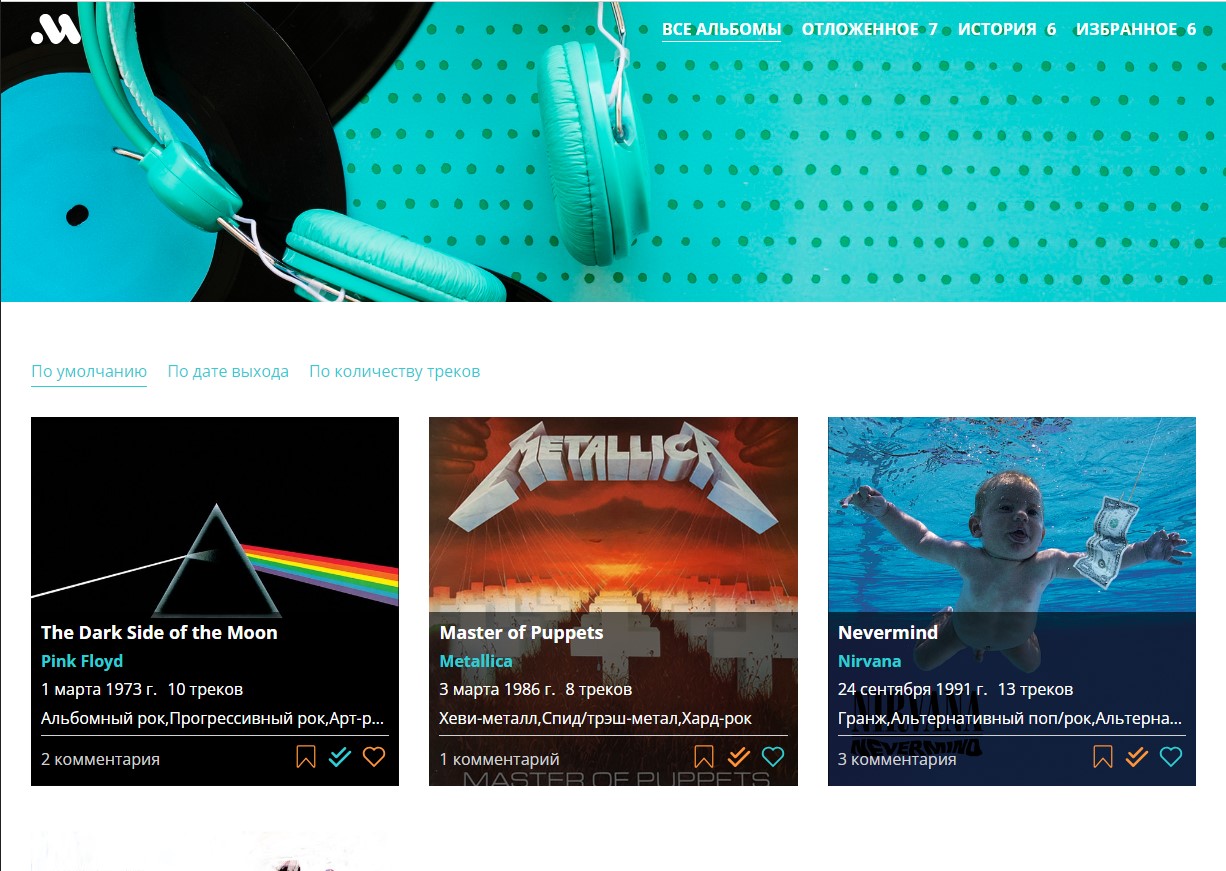 ВСЕ АЛЬБОМЫ ОТЛОЖЕННОЕ 7 ИСТОРИЯ 6 ИЗБРАННОЕ 6
По умолчанию По дате выхода По количеству треков
METALLICA
The Dark Side of the Moon
Pink Floyd
1 марта 1973 г. 10 треков
Альбомный рок,Прогрессивный рок,Арт-р...
2 комментария
Master of Puppets
Metallica
3 марта 1986 г. 8 треков
Хеви-металл,Спид/трэш-метал,Хард-рок
1 комментарий
MASTER OF PUPPETS
Nevermind
Nirvana
24 сентября 1991 г. 13 треков
NIRVANA
Гранж,Альтернативный поп/рок,Альтерна...
NEVERMIND
3 комментария